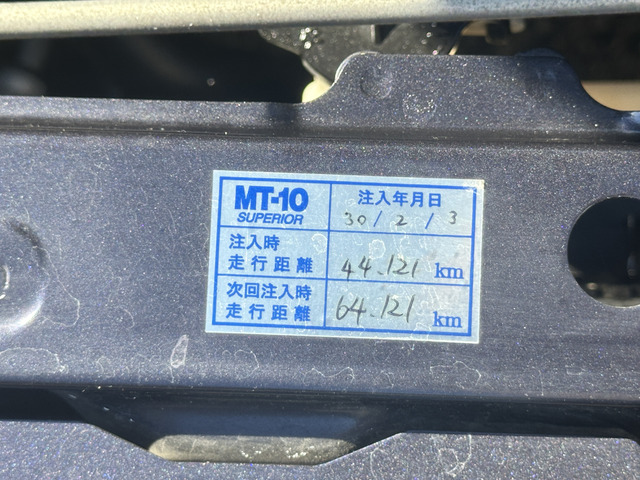 MT-10
SUPERIOR
注入年月日
30/2/3
注入時
走行距離
44.121 km
次回注入時
走行距離
64.121 km